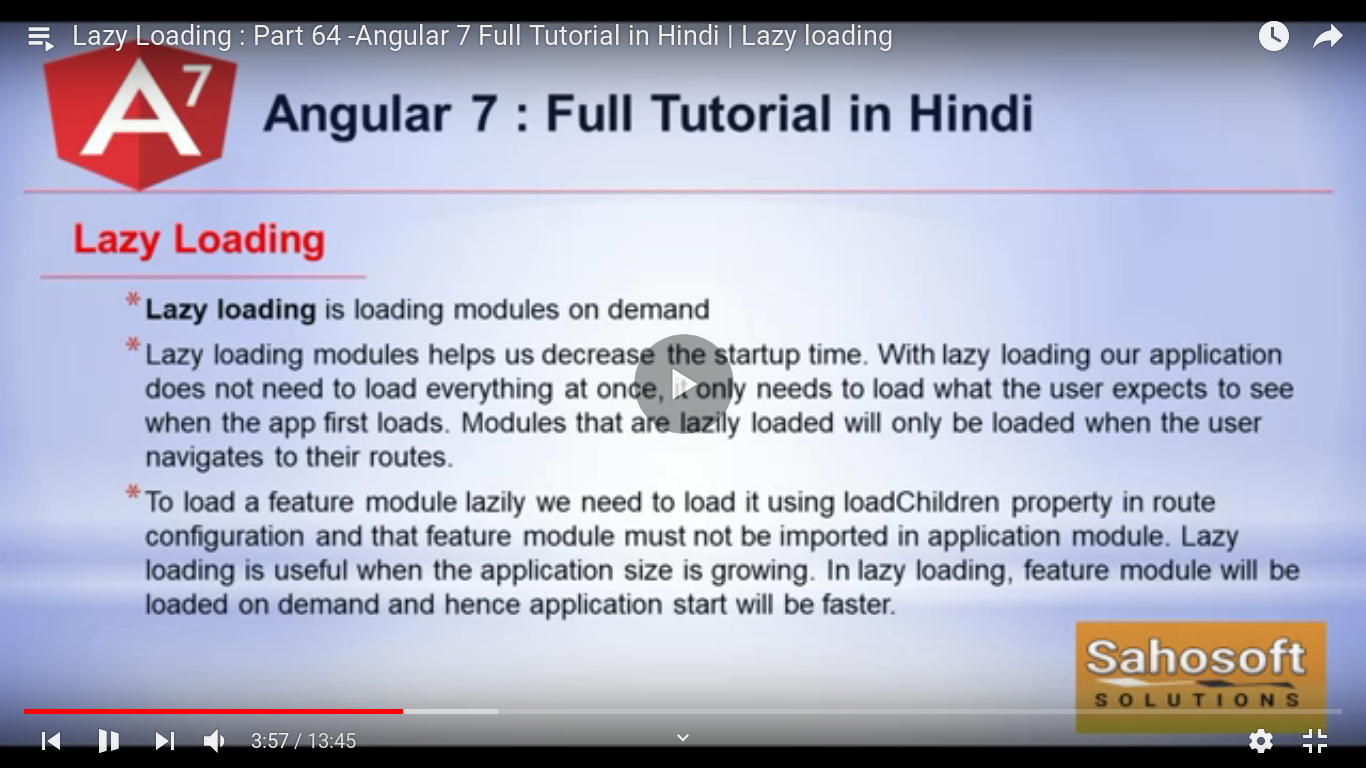 Lazy Loading : Part 64 -Angular 7 Full Tutorial in Hindi | Lazy loading
A7
Angular 7 : Full Tutorial in Hindi
Lazy Loading
* Lazy loading is loading modules on demand
* Lazy loading modules helps us decrease the startup time. With lazy loading our application
does not need to load everything at once, it only needs to load what the user expects to see
when the app first loads. Modules that are lazily loaded will only be loaded when the user
navigates to their routes.
* To load a feature module lazily we need to load it using loadChildren property in route
configuration and that feature module must not be imported in application module. Lazy
loading is useful when the application size is growing. In lazy loading, feature module will be
loaded on demand and hence application start will be faster.
Sahosoft
SOLUTIONS
3:57 / 13:45